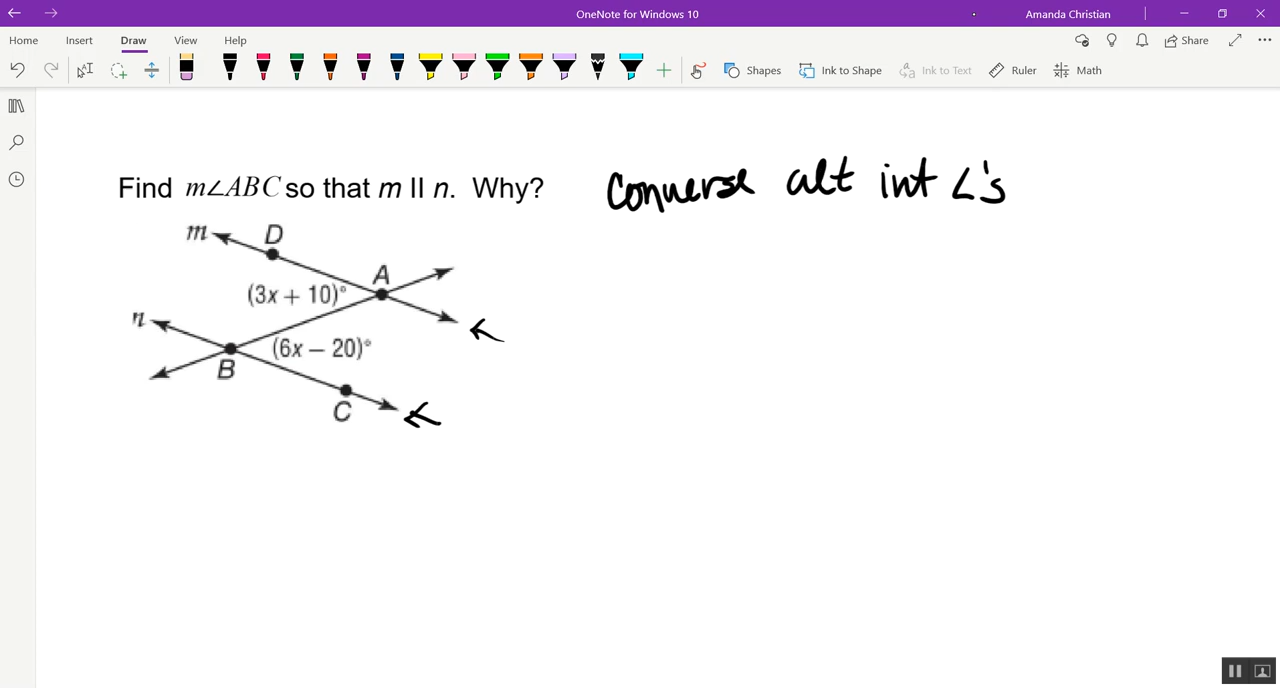 OneNote for Windows 10
Amanda Christian
Home Insert Draw View Help
Share
Shapes Ink to Shape Ink to Text Ruler Math
Find m∠ABC so that m ll n. Why? Converse alt int ∠'s
m D
A
(3x + 10)°
n
(6x – 20)°
B
C